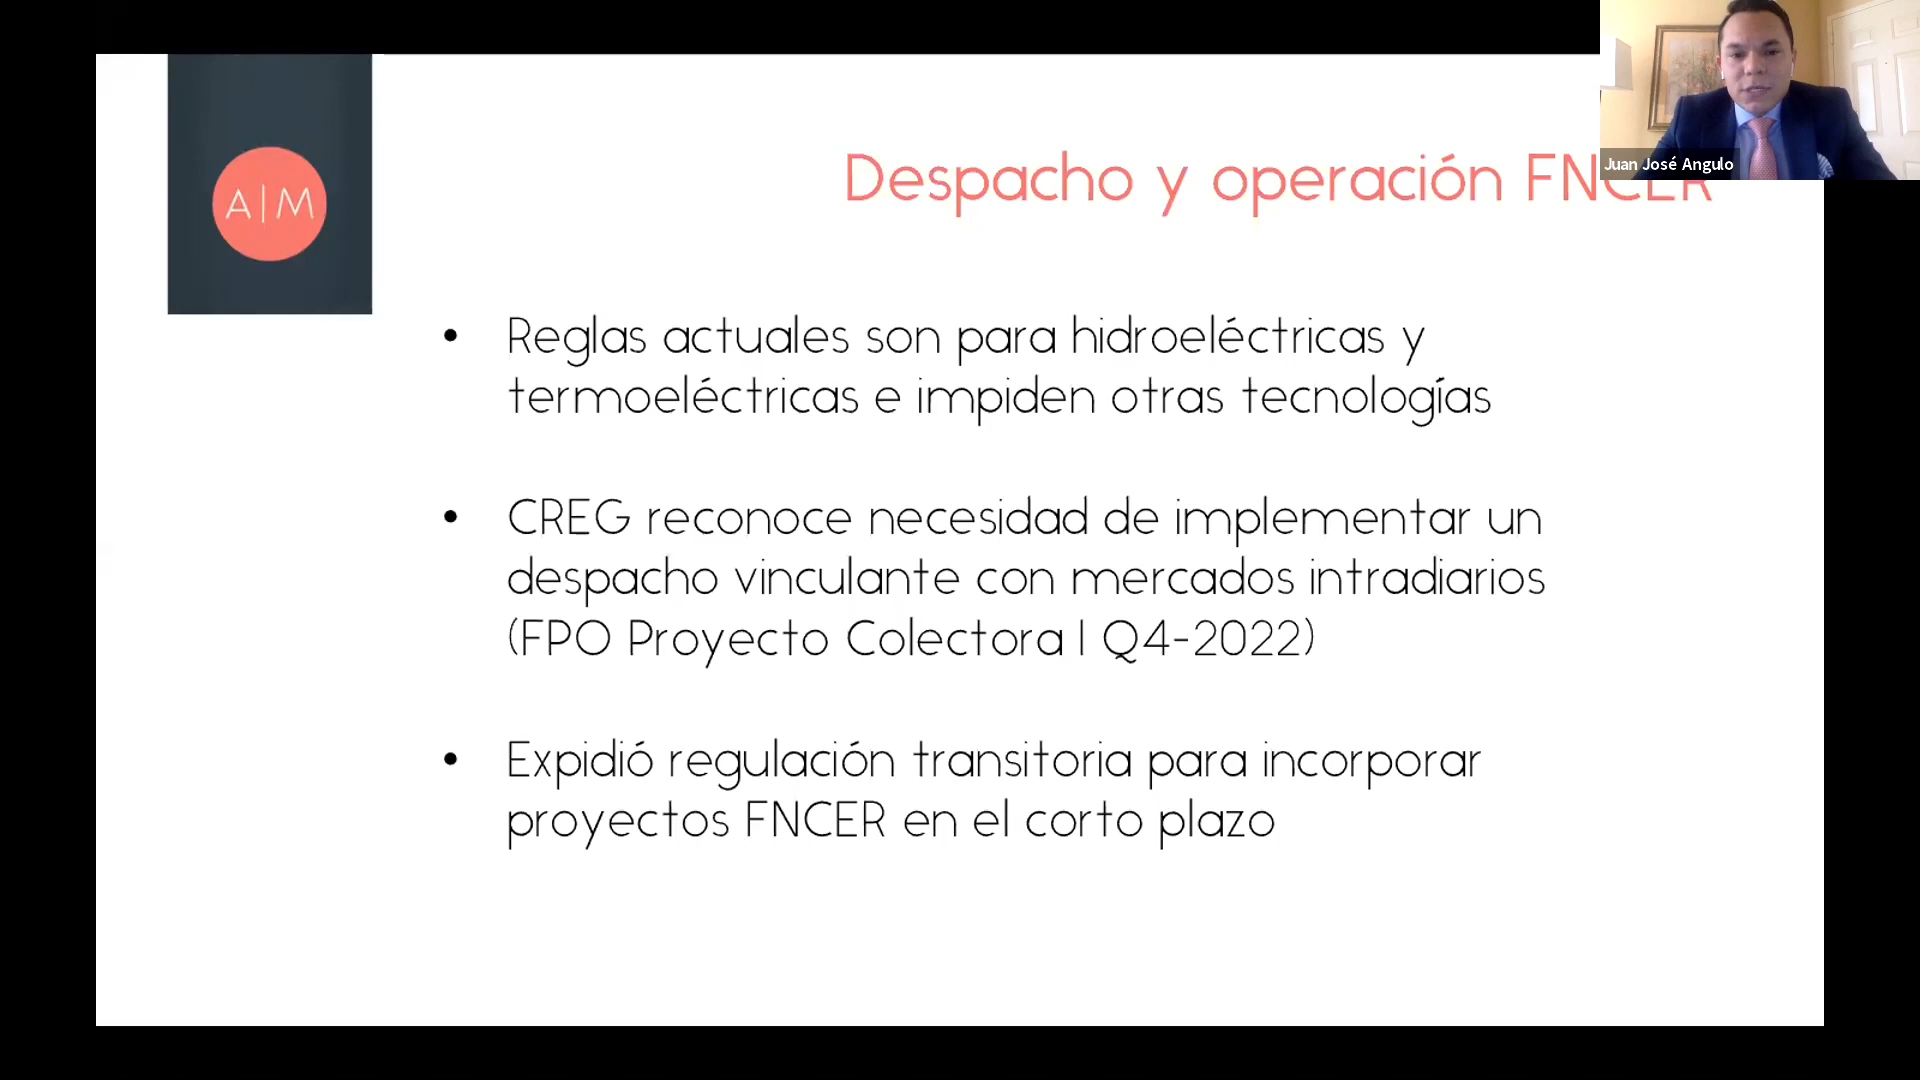 A|M
Despacho y operación FNCER
Juan José Angulo
• Reglas actuales son para hidroeléctricas y
termoeléctricas e impiden otras tecnologías
• CREG reconoce necesidad de implementar un
despacho vinculante con mercados intradiarios
(FPO Proyecto Colectora I Q4-2022)
• Expidió regulación transitoria para incorporar
proyectos FNCER en el corto plazo